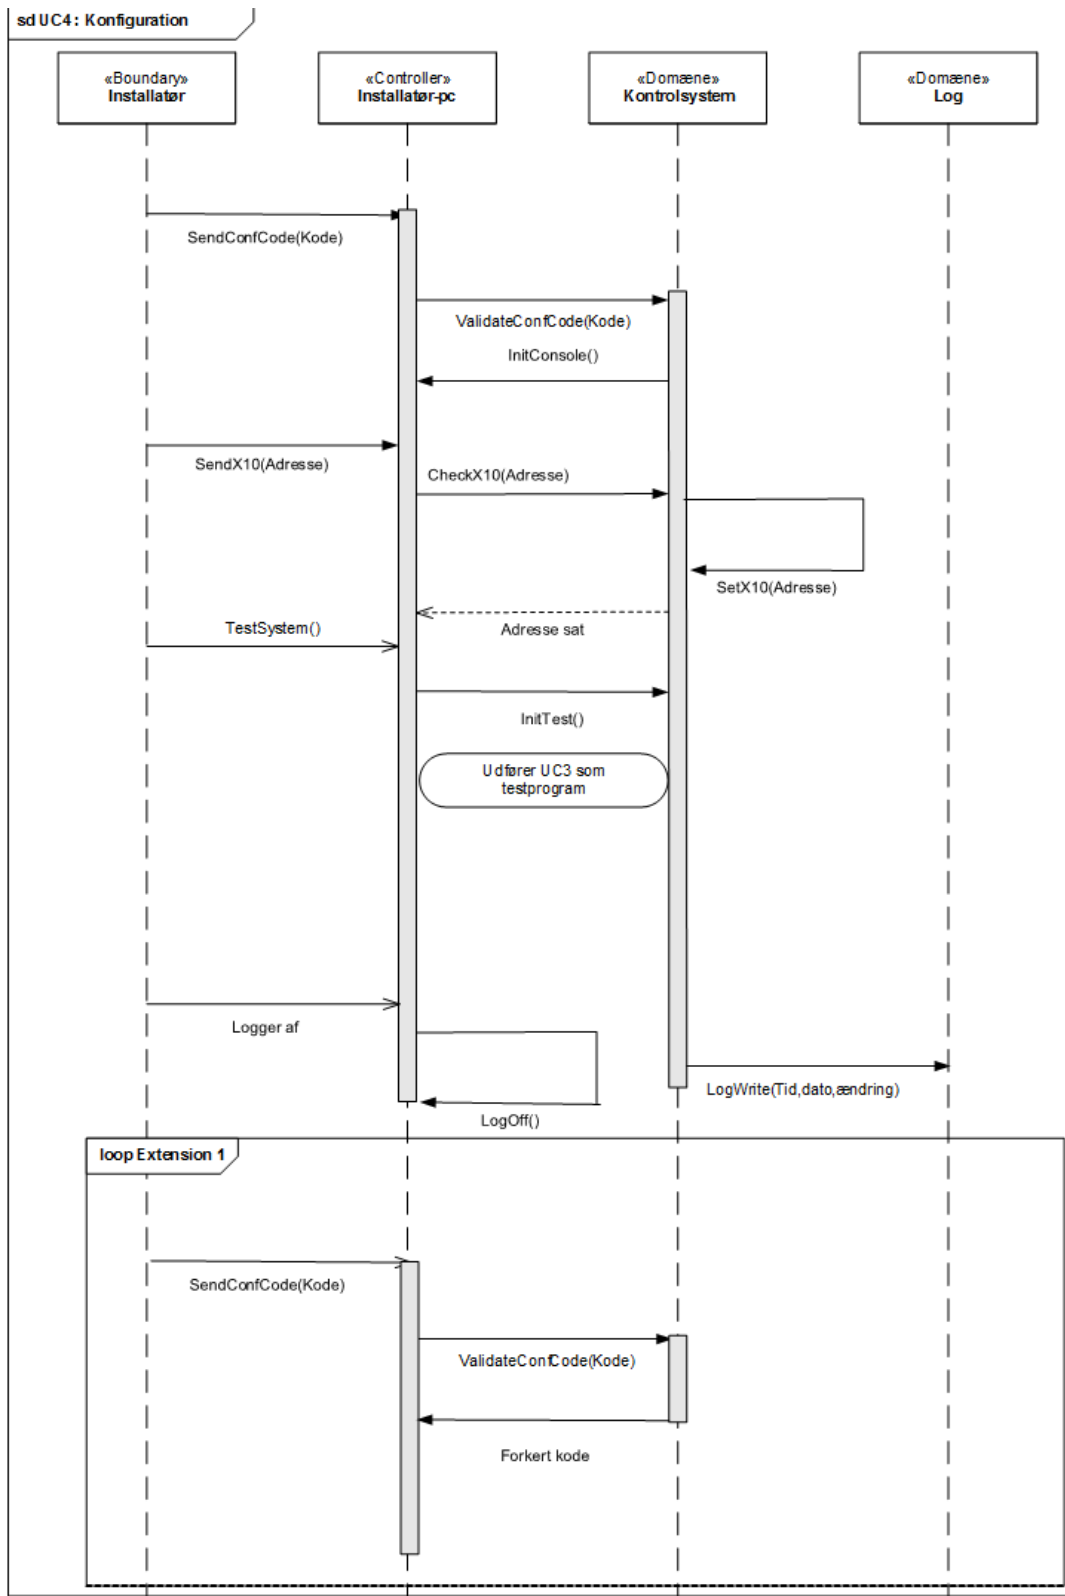 sd UC4: Konfiguration
«Boundary»
Installatør
«Controller»
Installatør-pc
«Domæne»
Kontrolsystem
«Domæne»
Log
SendConfCode(Kode)
ValidateConfCode(Kode)
InitConsole()
SendX10(Adresse)
CheckX10(Adresse)
SetX10(Adresse)
Adresse sat
TestSystem()
InitTest()
Udfører UC3 som
testprogram
Logger af
LogWrite(Tid,dato,ændring)
LogOff()
loop Extension 1
SendConfCode(Kode)
ValidateConfCode(Kode)
Forkert kode